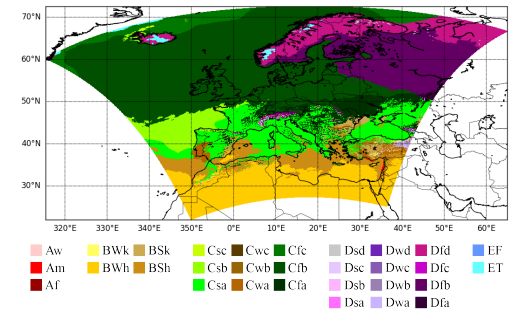 70°N
60°N
50°N
40°N
30°N
320°E 330°E 340°E 350°E 0°E 10°E 20°E 30°E 40°E 50°E 60°E
Aw BWk BSk Csc Cwc Cfc Dsd Dwd Dfd EF
Am BWh BSh Csb Cwb Cfb Dsc Dwc Dfc ET
Af Csa Cwa Cfa Dsb Dwb Dfb
Dsa Dwa Dfa